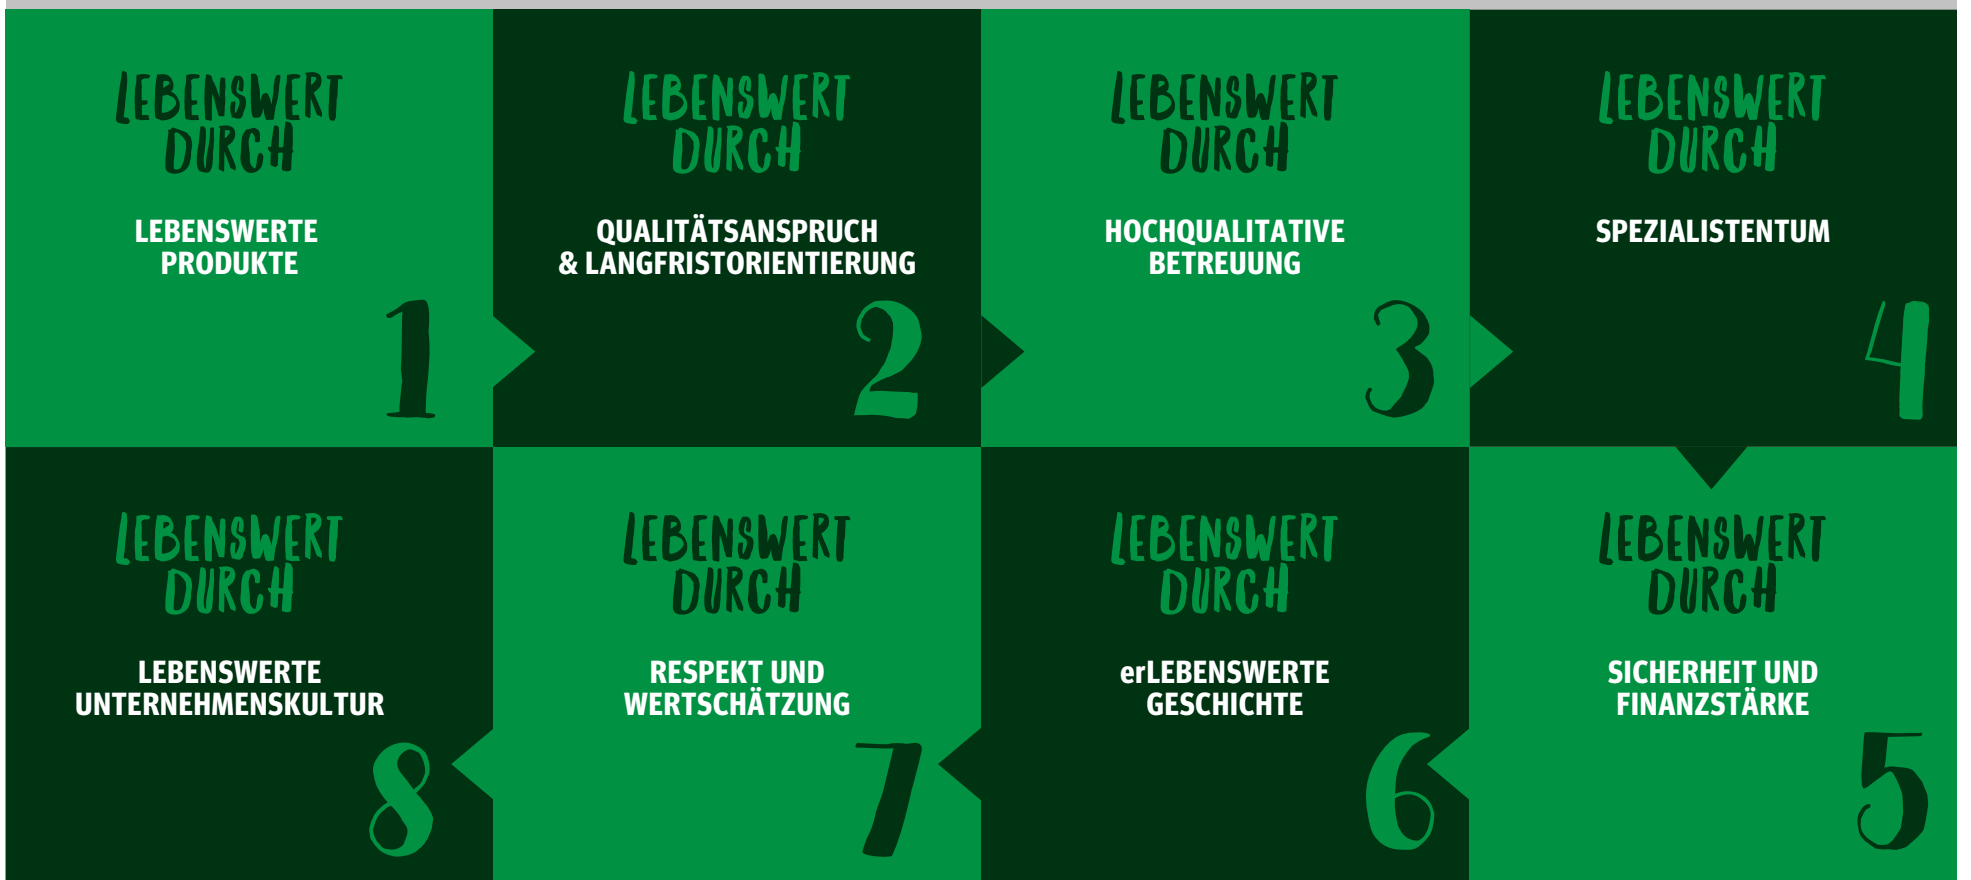 LEBENSWERT
DURCH
LEBENSWERTE
PRODUKTE
1
LEBENSWERT
DURCH
QUALITÄTSANSPRUCH
& LANGFRISTORIENTIERUNG
2
LEBENSWERT
DURCH
HOCHQUALITATIVE
BETREUUNG
3
LEBENSWERT
DURCH
SPEZIALISTENTUM
4
LEBENSWERT
DURCH
SICHERHEIT UND
FINANZSTÄRKE
5
LEBENSWERT
DURCH
erLEBENSWERTE
GESCHICHTE
6
LEBENSWERT
DURCH
RESPEKT UND
WERTSCHÄTZUNG
7
LEBENSWERT
DURCH
LEBENSWERTE
UNTERNEHMENSKULTUR
8